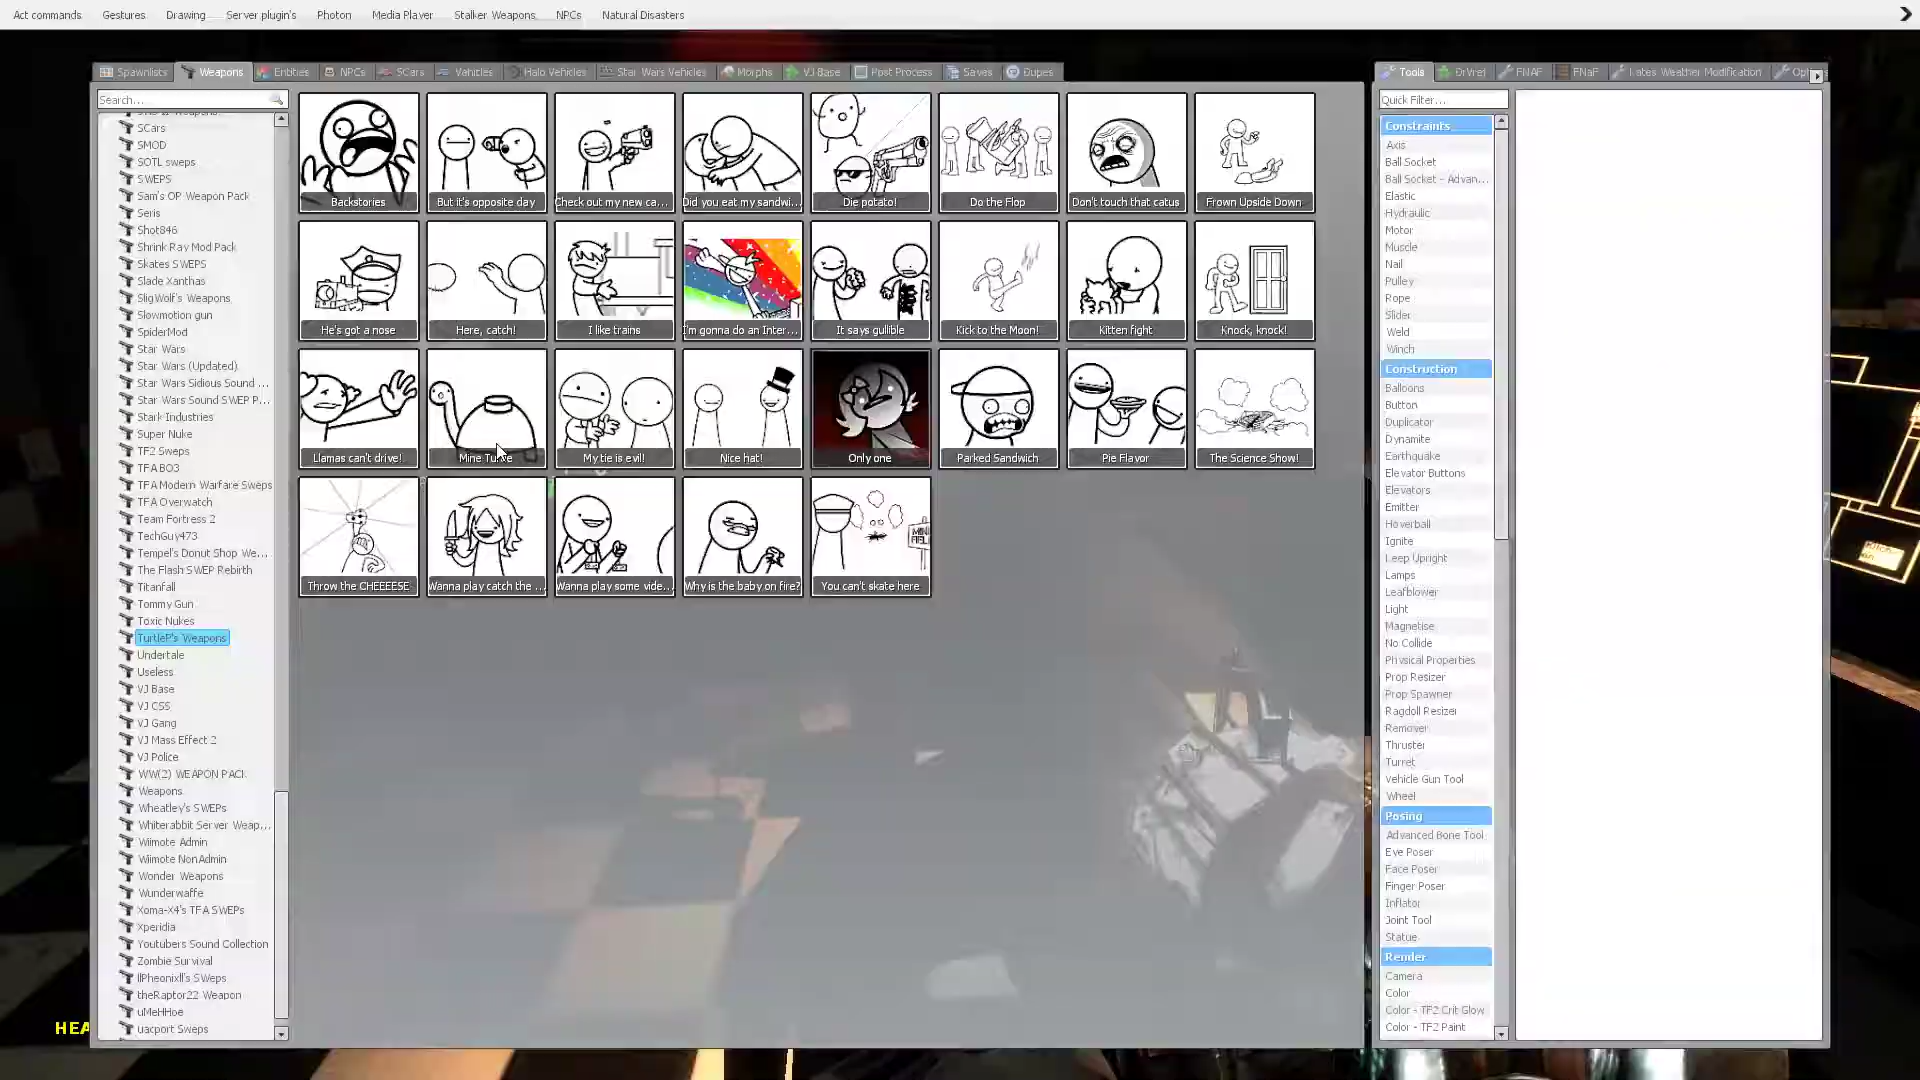 Act commands Gestures Drawing Server plugin's Photon Media Player Stalker Weapons NPCs Natural Disasters
Spawnlists Weapons Entities NPCs SCars Vehicles Halo Vehicles Star Wars Vehicles Morphs VJ Base Post Process Saves Dupes
Search...
SCars
SMOD
SOTL sweps
SWEPS
Sam's OP Weapon Pack
Seris
Shot846
Shrink Ray Mod Pack
Skates SWEPS
Slade Xanthas
SligWolf's Weapons
Slowmotion gun
SpiderMod
Star Wars
Star Wars (Updated)
Star Wars Sidious Sound ...
Star Wars Sound SWEP P...
Stark Industries
Super Nuke
TF2 Sweps
TFA BO3
TFA Modern Warfare Sweps
TFA Overwatch
Team Fortress 2
TechGuy473
Tempel's Donut Shop We...
The Flash SWEP Rebirth
Titanfall
Tommy Gun
Toxic Nukes
TurtleP's Weapons
Undertale
Useless
VJ Base
VJ CSS
VJ Gang
VJ Mass Effect 2
VJ Police
WW(2) WEAPON PACK
Weapons
Wheatley's SWEPs
Whiterabbit Server Weap...
Wiimote Admin
Wiimote NonAdmin
Wonder Weapons
Wunderwaffe
Xoma-X4's TFA SWEPs
Xperidia
Youtubers Sound Collection
Zombie Survival
llPheonixll's SWeps
theRaptor22 Weapon
uMeHHoe
uacport Sweps
Backstories
But it's opposite day
Check out my new ca...
Did you eat my sandwi...
Die potato!
Do the Flop
Don't touch that catus
Frown Upside Down
He's got a nose
Here, catch!
I like trains
I'm gonna do an Inter...
It says gullible
Kick to the Moon!
Kitten fight
Knock, knock!
Llamas can't drive!
My tie is evil!
Nice hat!
Only one
Parked Sandwich
Pie Flavor
The Science Show!
Throw the CHEEEESE
Wanna play catch the ...
Wanna play some vide...
Why is the baby on fire?
You can't skate here
Tools DrVrej FNAF FNaF Kates Weather Modification
Quick Filter...
Constraints
Axis
Ball Socket
Ball Socket - Advan...
Elastic
Hydraulic
Motor
Muscle
Nail
Pulley
Rope
Slider
Weld
Winch
Construction
Balloons
Button
Duplicator
Dynamite
Earthquake
Elevator Buttons
Elevators
Emitter
Hoverball
Ignite
Keep Upright
Lamps
Leafblower
Light
Magnetise
No Collide
Physical Properties
Prop Resizer
Prop Spawner
Ragdoll Resizer
Remover
Thruster
Turret
Vehicle Gun Tool
Wheel
Posing
Advanced Bone Tool
Eye Poser
Face Poser
Finger Poser
Inflator
Joint Tool
Statue
Render
Camera
Color
Color - TF2 Crit Glow
Color - TF2 Paint
HEA